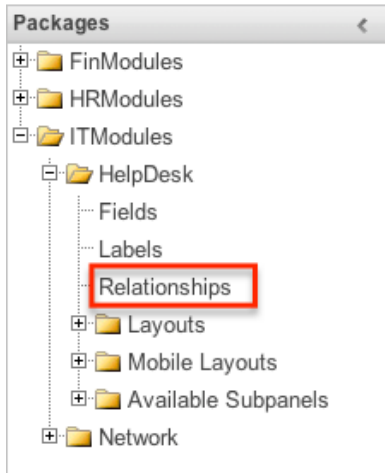 Packages
FinModules
HRModules
ITModules
HelpDesk
Fields
Labels
Relationships
Layouts
Mobile Layouts
Available Subpanels
Network